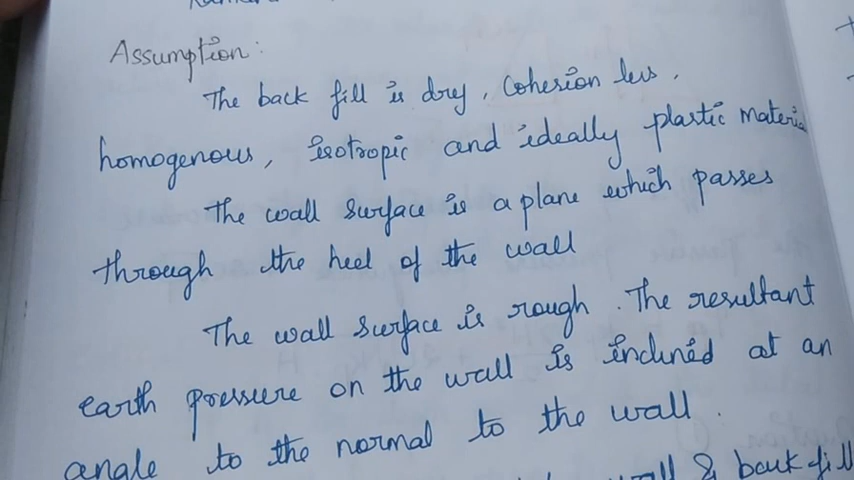 Assumption:
The back fill is dry, Cohesion less,
homogenous, isotropic and ideally plastic material
The wall surface is a plane which passes
through the heel of the wall
The wall surface is rough. The resultant
earth pressure on the wall is inclined at an
angle to the normal to the wall.
wall & back fill